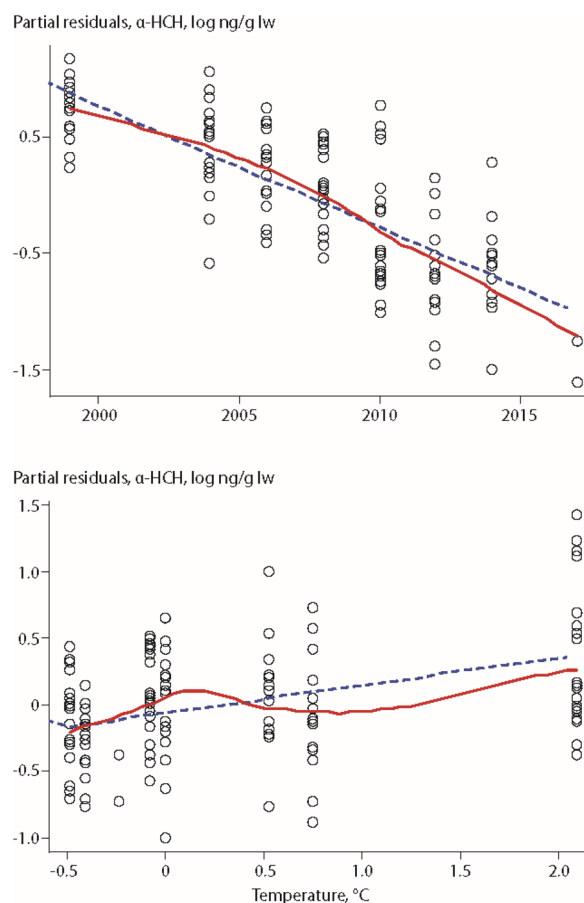 Partial residuals, α-HCH, log ng/g lw
0.5
-0.5
-1.5
2000 2005 2010 2015
Partial residuals, α-HCH, log ng/g lw
1.5
1.0
0.5
0
-0.5
-1.0
-0.5 0 0.5 1.0 1.5 2.0
Temperature, °C